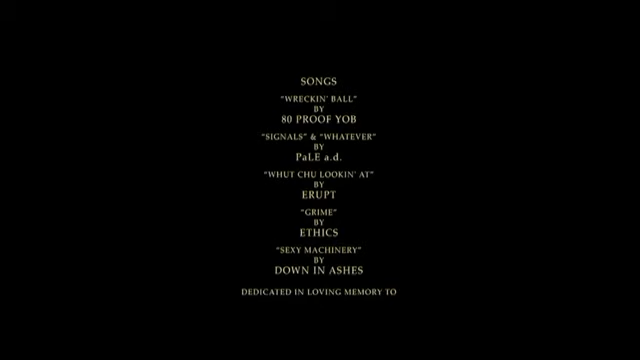 SONGS
"WRECKIN' BALL"
BY
80 PROOF YOB
"SIGNALS" & "WHATEVER"
BY
PaLE a.d.
"WHUT CHU LOOKIN' AT"
BY
ERUPT
"GRIME"
BY
ETHICS
"SEXY MACHINERY"
BY
DOWN IN ASHES
DEDICATED IN LOVING MEMORY TO